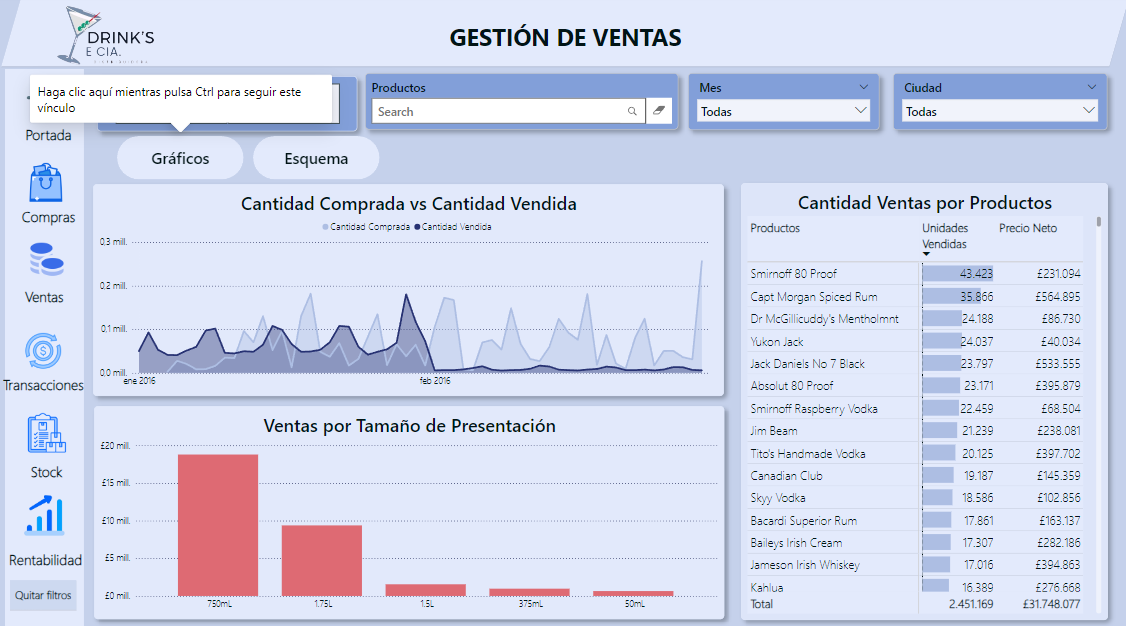 DRINK'S
E CIA.
GESTIÓN DE VENTAS
Haga clic aquí mientras pulsa Ctrl para seguir este
vínculo
Productos
Search
Mes
Todas
Ciudad
Todas
Portada
Compras
Ventas
Transacciones
Stock
Rentabilidad
Quitar filtros
Gráficos
Esquema
Cantidad Comprada vs Cantidad Vendida
Cantidad Comprada Cantidad Vendida
0.3 mill.
0.2 mill.
0.1 mill.
0.0 mill.
ene 2016 feb 2016
Ventas por Tamaño de Presentación
£20 mill.
£15 mill.
£10 mill.
£5 mill.
£0 mill.
750mL 1.75L 1.5L 375mL 50mL
Cantidad Ventas por Productos
Productos Unidades Vendidas Precio Neto
Smirnoff 80 Proof 43.423 £231.094
Capt Morgan Spiced Rum 35.866 £564.895
Dr McGillicuddy's Mentholmnt 24.188 £86.730
Yukon Jack 24.037 £40.034
Jack Daniels No 7 Black 23.797 £533.555
Absolut 80 Proof 23.171 £395.879
Smirnoff Raspberry Vodka 22.459 £68.504
Jim Beam 21.239 £238.081
Tito's Handmade Vodka 20.125 £397.702
Canadian Club 19.187 £145.359
Skyy Vodka 18.586 £102.856
Bacardi Superior Rum 17.861 £163.137
Baileys Irish Cream 17.307 £282.186
Jameson Irish Whiskey 17.016 £394.863
Kahlua 16.389 £276.668
Total 2.451.169 £31.748.077